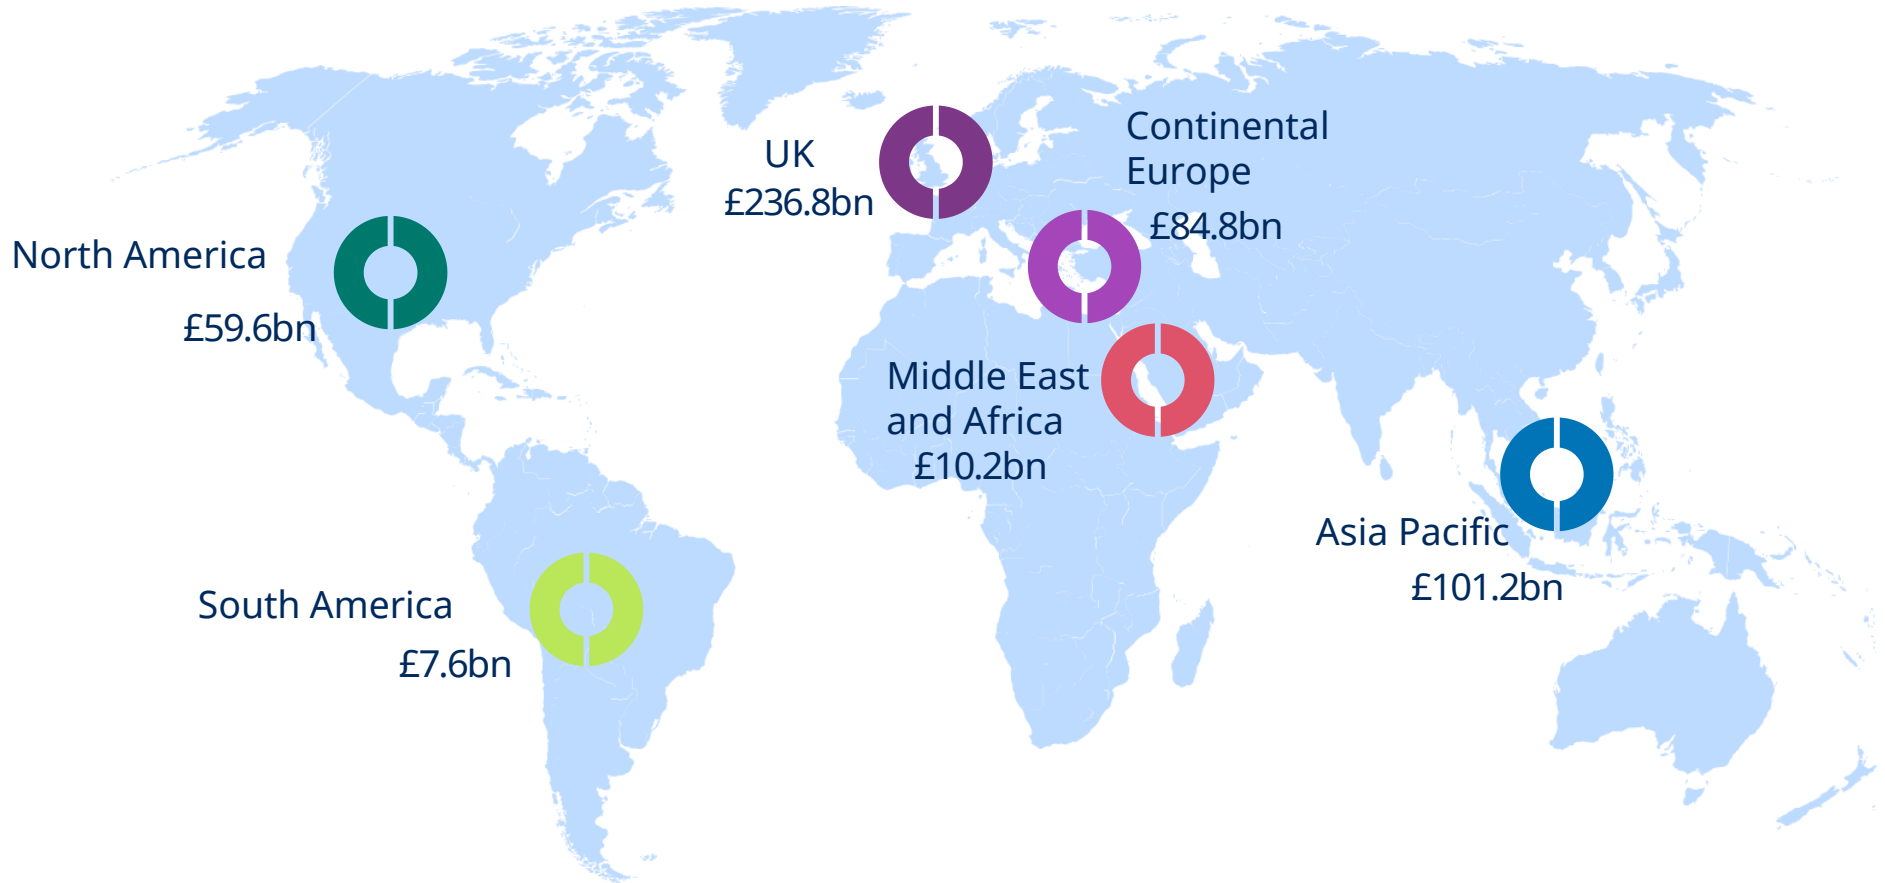 UK
£236.8bn
Continental
Europe
£84.8bn
North America
£59.6bn
Middle East
and Africa
£10.2bn
Asia Pacific
£101.2bn
South America
£7.6bn